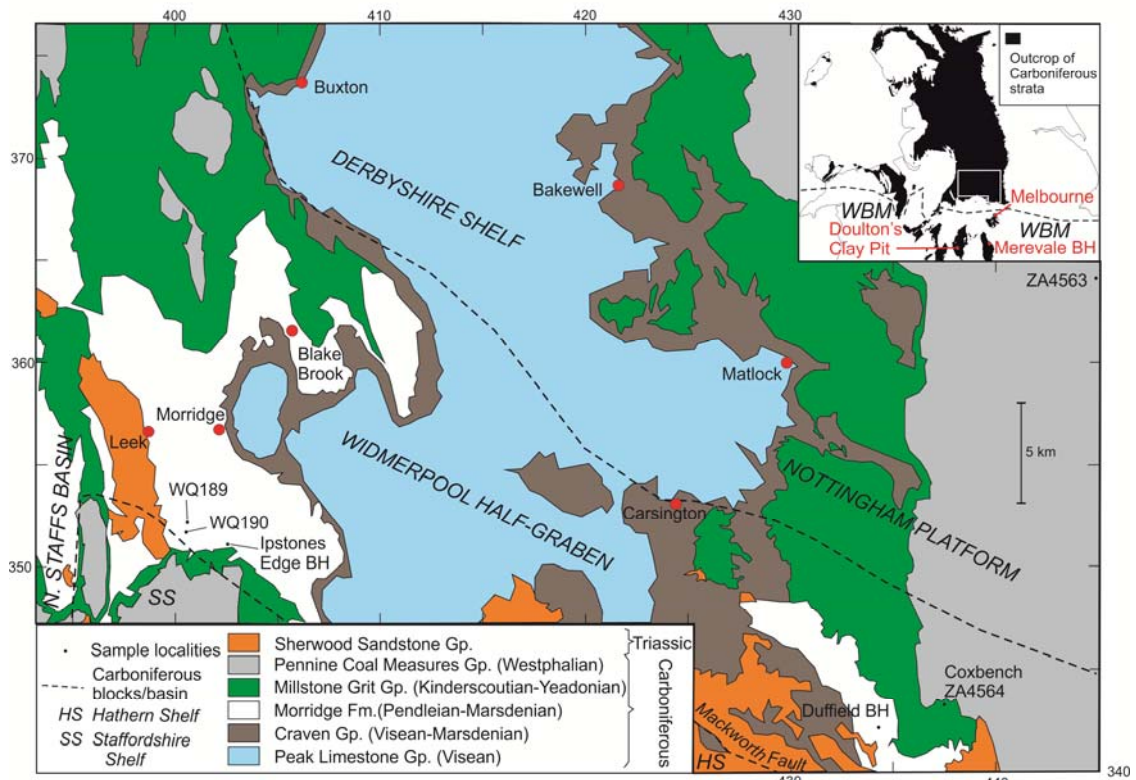 400
410
420
430
Outcrop of
Carboniferous
strata
Buxton
370
DERBYSHIRE SHELF
Bakewell
Melbourne
WBM
WBM
Doulton's
Clay Pit
Merevale BH
ZA4563
360
Blake
Brook
Matlock
Morridge
Leek
5 km
N. STAFFS BASIN
WIDMERPOOL HALF-GRABEN
NOTTINGHAM PLATFORM
WQ189
WQ190
Carsington
Ipstones
Edge BH
350
SS
Sherwood Sandstone Gp.
Triassic
Sample localities
Pennine Coal Measures Gp. (Westphalian)
Carboniferous
blocks/basin
Millstone Grit Gp. (Kinderscoutian-Yeadonian)
Carboniferous
HS Hathern Shelf
Morridge Fm.(Pendleian-Marsdenian)
SS Staffordshire
Shelf
Craven Gp. (Visean-Marsdenian)
Peak Limestone Gp. (Visean)
Coxbench
ZA4564
Duffield BH
Mackworth Fault
HS
340